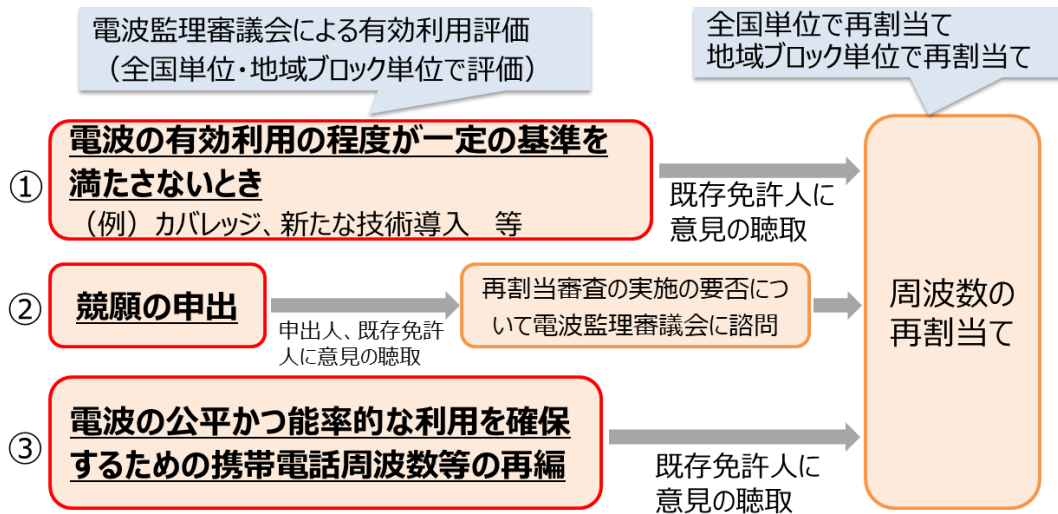 電波監理審議会による有効利用評価
（全国単位・地域ブロック単位で評価）
全国単位で再割当て
地域ブロック単位で再割当て
①
電波の有効利用の程度が一定の基準を
満たさないとき
（例）カバレッジ、新たな技術導入　等
既存免許人に
意見の聴取
②
競願の申出
申出人、既存免許
人に意見の聴取
再割当審査の実施の要否につ
いて電波監理審議会に諮問
周波数の
再割当て
③
電波の公平かつ能率的な利用を確保
するための携帯電話周波数等の再編
既存免許人に
意見の聴取